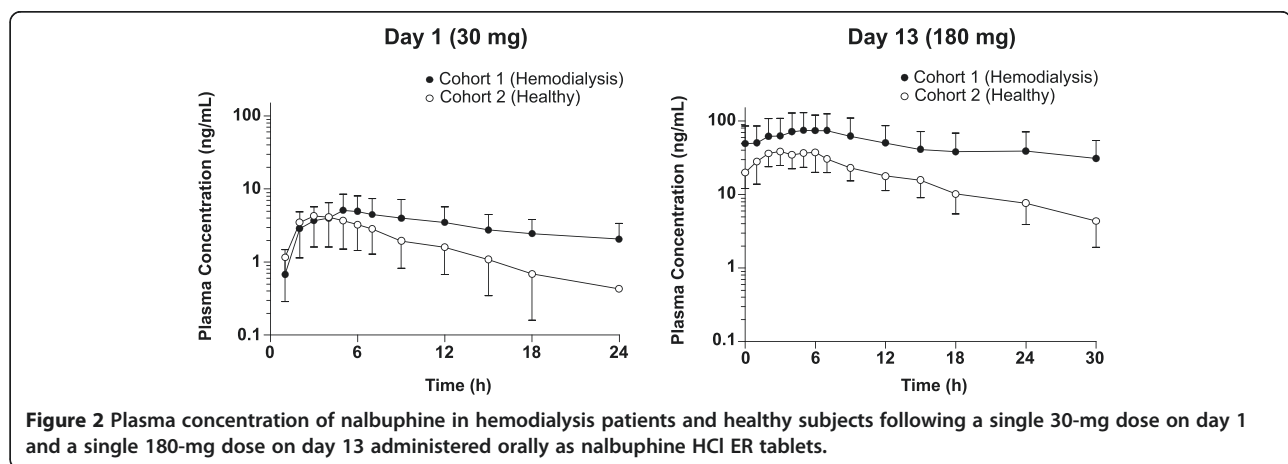 Day 1 (30 mg)
Cohort 1 (Hemodialysis)
Cohort 2 (Healthy)
Plasma Concentration (ng/mL)
100
10
1
0.1
0
6
12
18
24
Time (h)
Day 13 (180 mg)
Cohort 1 (Hemodialysis)
Cohort 2 (Healthy)
Plasma Concentration (ng/mL)
100
10
1
0.1
0
6
12
18
24
30
Time (h)
Figure 2 Plasma concentration of nalbuphine in hemodialysis patients and healthy subjects following a single 30-mg dose on day 1
and a single 180-mg dose on day 13 administered orally as nalbuphine HCl ER tablets.